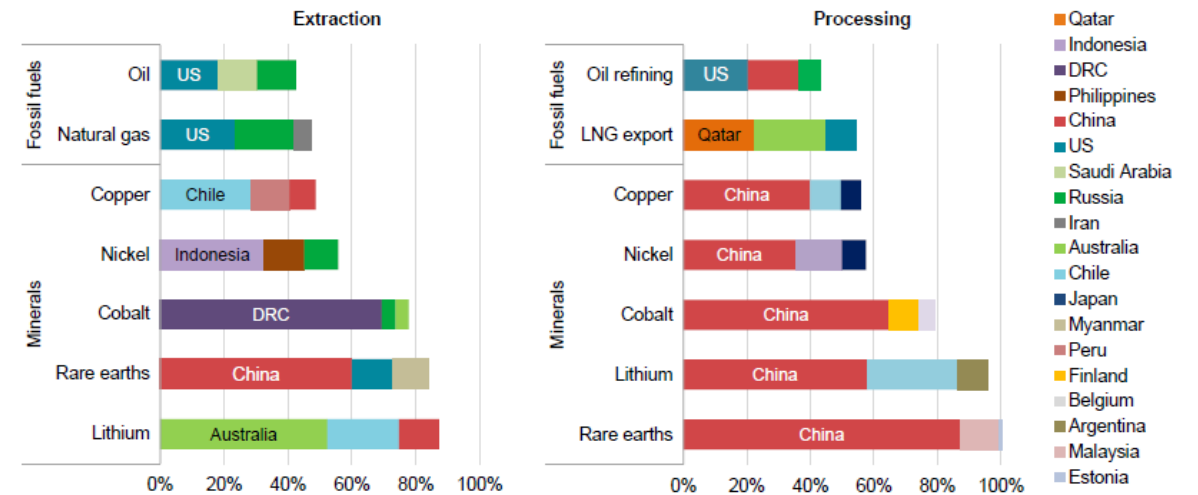 Extraction
Fossil fuels
Oil
US
Natural gas
US
Minerals
Copper
Chile
Nickel
Indonesia
Cobalt
DRC
Rare earths
China
Lithium
Australia
0% 20% 40% 60% 80% 100%
Processing
Fossil fuels
Oil refining
US
LNG export
Qatar
Minerals
Copper
China
Nickel
China
Cobalt
China
Lithium
China
Rare earths
China
0% 20% 40% 60% 80% 100%
Qatar
Indonesia
DRC
Philippines
China
US
Saudi Arabia
Russia
Iran
Australia
Chile
Japan
Myanmar
Peru
Finland
Belgium
Argentina
Malaysia
Estonia